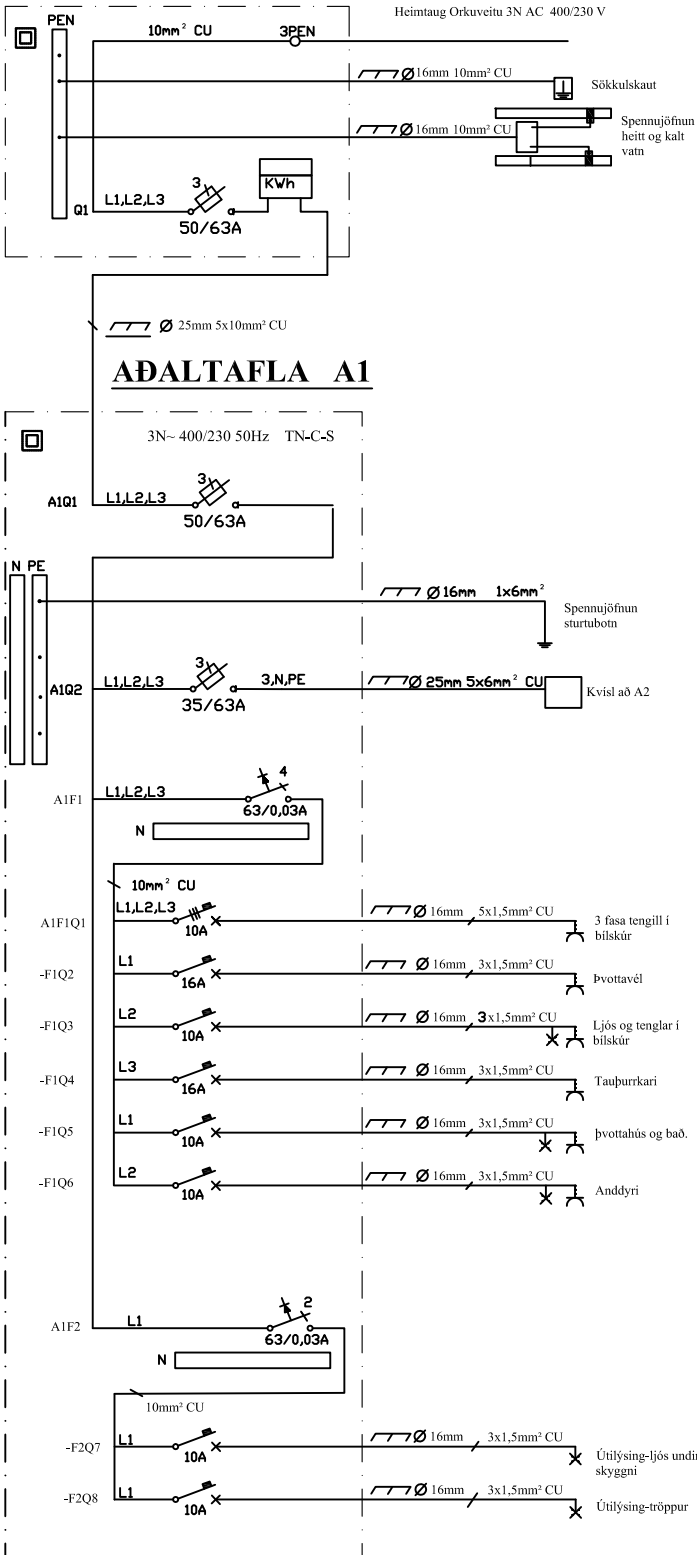 Heimtaug Orkuveitu 3N AC 400/230 V
PEN
10mm² CU
3PEN
Ø16mm 10mm² CU
Sökkulskaut
Ø16mm 10mm² CU
Spennujöfnun
heitt og kalt
vatn
Q1
L1,L2,L3
3
50/63A
KWh
Ø 25mm 5x10mm² CU
AÐALTAFLA A1
3N~ 400/230 50Hz TN-C-S
A1Q1
L1,L2,L3
3
50/63A
N PE
Ø 16mm 1x6mm²
Spennujöfnun
sturtubotn
A1Q2
L1,L2,L3
3
35/63A
3,N,PE
Ø 25mm 5x6mm² CU
Kvísl að A2
A1F1
L1,L2,L3
4
63/0,03A
N
10mm² CU
A1F1Q1
L1,L2,L3
10A
Ø 16mm 5x1,5mm² CU
3 fasa tengill í
bílskúr
-F1Q2
L1
16A
Ø 16mm 3x1,5mm² CU
Þvottavél
-F1Q3
L2
10A
Ø 16mm 3x1,5mm² CU
Ljós og tenglar í
bílskúr
-F1Q4
L3
16A
Ø 16mm 3x1,5mm² CU
Tauþurrkari
-F1Q5
L1
10A
Ø 16mm 3x1,5mm² CU
þvottahús og bað.
-F1Q6
L2
10A
Ø 16mm 3x1,5mm² CU
Anddyri
A1F2
L1
2
63/0,03A
N
10mm² CU
-F2Q7
L1
10A
Ø 16mm 3x1,5mm² CU
Útilýsing-ljós undir
skyggni
-F2Q8
L1
10A
Ø 16mm 3x1,5mm² CU
Útilýsing-tröppur